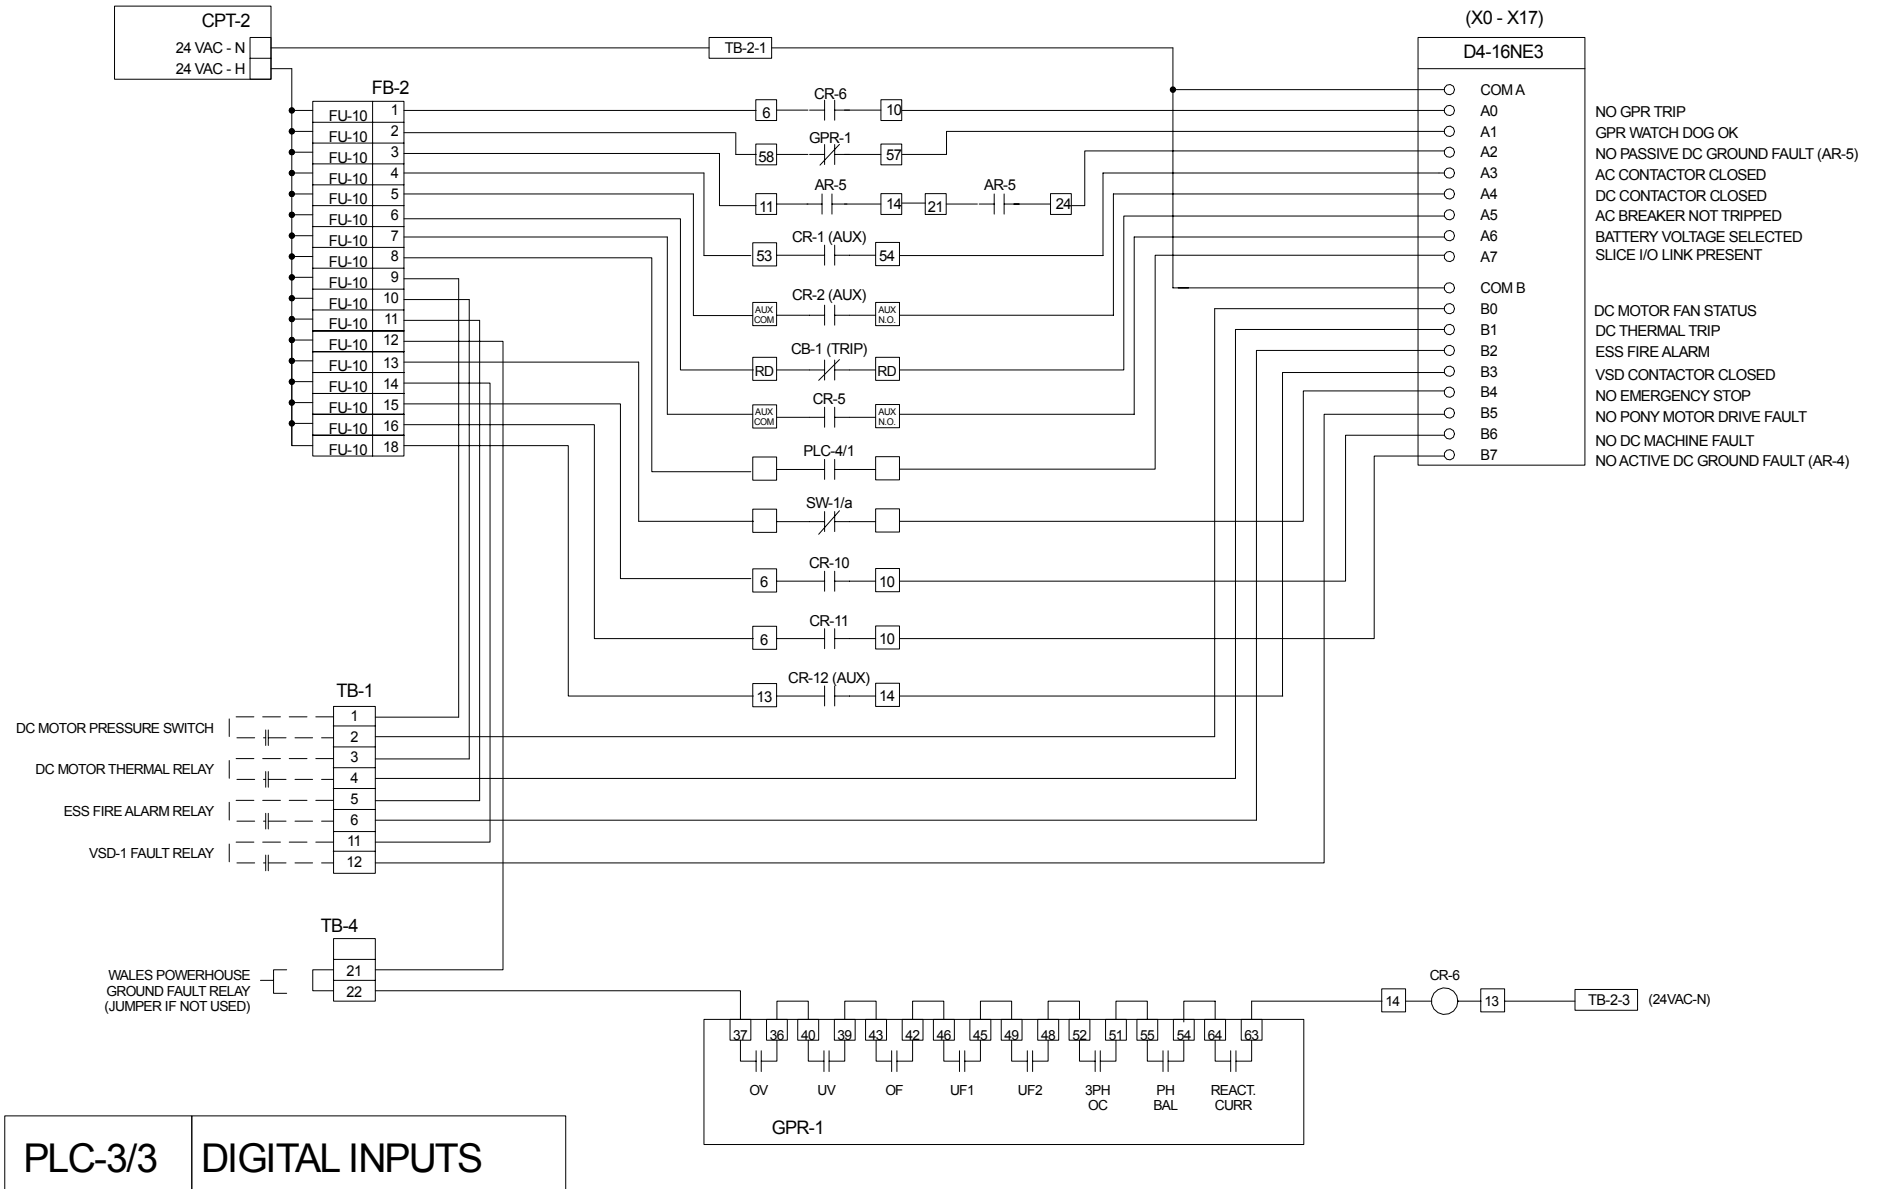 CPT-2
24 VAC - N
24 VAC - H
TB-2-1
(X0 - X17)
D4-16NE3
FB-2
FU-10 1
FU-10 2
FU-10 3
FU-10 4
FU-10 5
FU-10 6
FU-10 7
FU-10 8
FU-10 9
FU-10 10
FU-10 11
FU-10 12
FU-10 13
FU-10 14
FU-10 15
FU-10 16
FU-10 18
6 CR-6 10
58 GPR-1 57
11 AR-5 14 21 AR-5 24
53 CR-1 (AUX) 54
AUX COM CR-2 (AUX) AUX N.O.
RD CB-1 (TRIP) RD
AUX COM CR-5 AUX N.O.
PLC-4/1
SW-1/a
6 CR-10 10
6 CR-11 10
13 CR-12 (AUX) 14
COM A
A0 NO GPR TRIP
A1 GPR WATCH DOG OK
A2 NO PASSIVE DC GROUND FAULT (AR-5)
A3 AC CONTACTOR CLOSED
A4 DC CONTACTOR CLOSED
A5 AC BREAKER NOT TRIPPED
A6 BATTERY VOLTAGE SELECTED
A7 SLICE I/O LINK PRESENT
COM B
B0 DC MOTOR FAN STATUS
B1 DC THERMAL TRIP
B2 ESS FIRE ALARM
B3 VSD CONTACTOR CLOSED
B4 NO EMERGENCY STOP
B5 NO PONY MOTOR DRIVE FAULT
B6 NO DC MACHINE FAULT
B7 NO ACTIVE DC GROUND FAULT (AR-4)
TB-1
DC MOTOR PRESSURE SWITCH
1
2
DC MOTOR THERMAL RELAY
3
4
ESS FIRE ALARM RELAY
5
6
VSD-1 FAULT RELAY
11
12
TB-4
21
22
WALES POWERHOUSE
GROUND FAULT RELAY
(JUMPER IF NOT USED)
CR-6
14 13 TB-2-3 (24VAC-N)
37 36 40 39 43 42 46 45 49 48 52 51 55 54 64 63
OV UV OF UF1 UF2 3PH OC PH BAL REACT. CURR
GPR-1
PLC-3/3 DIGITAL INPUTS